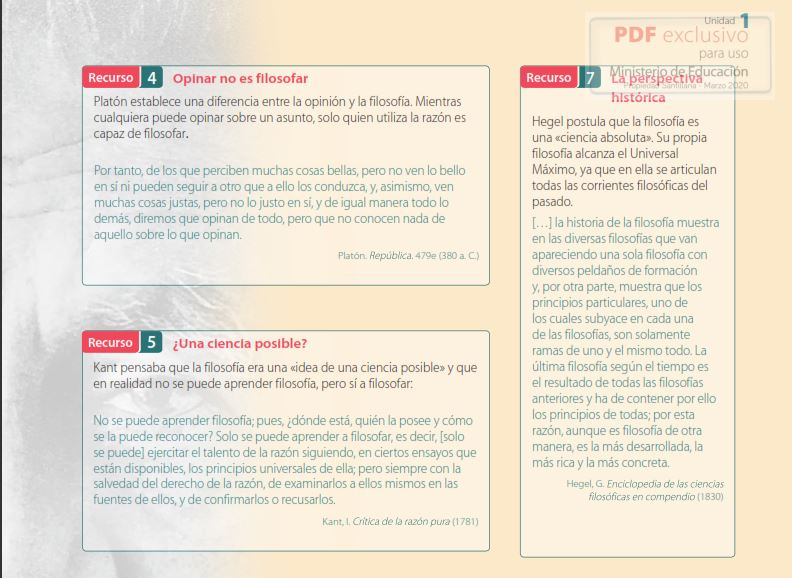 Unidad 1
PDF exclusivo
para uso
Ministerio de Educación
Propiedad Santillana - Marzo 2020
Recurso 4 Opinar no es filosofar
Platón establece una diferencia entre la opinión y la filosofía. Mientras
cualquiera puede opinar sobre un asunto, solo quien utiliza la razón es
capaz de filosofar.
Por tanto, de los que perciben muchas cosas bellas, pero no ven lo bello
en sí ni pueden seguir a otro que a ello los conduzca, y, asimismo, ven
muchas cosas justas, pero no lo justo en sí, y de igual manera todo lo
demás, diremos que opinan de todo, pero que no conocen nada de
aquello sobre lo que opinan.
Platón. República. 479e (380 a. C.)
Recurso 5 ¿Una ciencia posible?
Kant pensaba que la filosofía era una «idea de una ciencia posible» y que
en realidad no se puede aprender filosofía, pero sí a filosofar:
No se puede aprender filosofía; pues, ¿dónde está, quién la posee y cómo
se la puede reconocer? Solo se puede aprender a filosofar, es decir, [solo
se puede] ejercitar el talento de la razón siguiendo, en ciertos ensayos que
están disponibles, los principios universales de ella; pero siempre con la
salvedad del derecho de la razón, de examinarlos a ellos mismos en las
fuentes de ellos, y de confirmarlos o recusarlos.
Kant, I. Crítica de la razón pura (1781)
Recurso 7 La perspectiva
histórica
Hegel postula que la filosofía es
una «ciencia absoluta». Su propia
filosofía alcanza el Universal
Máximo, ya que en ella se articulan
todas las corrientes filosóficas del
pasado.
[…] la historia de la filosofía muestra
en las diversas filosofías que van
apareciendo una sola filosofía con
diversos peldaños de formación
y, por otra parte, muestra que los
principios particulares, uno de
los cuales subyace en cada una
de las filosofías, son solamente
ramas de uno y el mismo todo. La
última filosofía según el tiempo es
el resultado de todas las filosofías
anteriores y ha de contener por ello
los principios de todas; por esta
razón, aunque es filosofía de otra
manera, es la más desarrollada, la
más rica y la más concreta.
Hegel, G. Enciclopedia de las ciencias
filosóficas en compendio (1830)